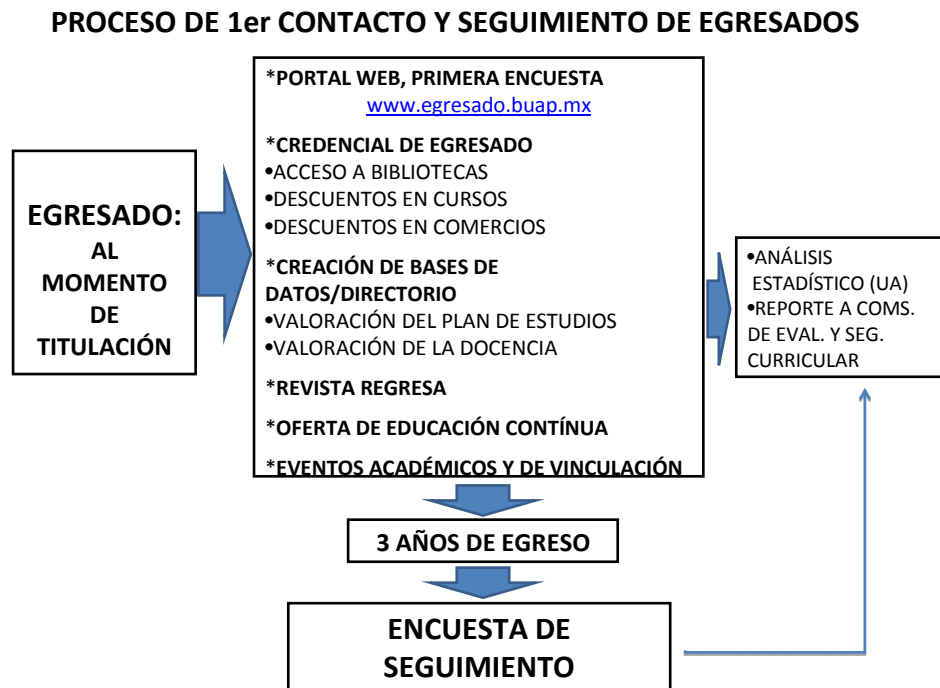 PROCESO DE 1er CONTACTO Y SEGUIMIENTO DE EGRESADOS
EGRESADO:
AL
MOMENTO
DE
TITULACIÓN
*PORTAL WEB, PRIMERA ENCUESTA
www.egresado.buap.mx
*CREDENCIAL DE EGRESADO
•ACCESO A BIBLIOTECAS
•DESCUENTOS EN CURSOS
•DESCUENTOS EN COMERCIOS
*CREACIÓN DE BASES DE
DATOS/DIRECTORIO
•VALORACIÓN DEL PLAN DE ESTUDIOS
•VALORACIÓN DE LA DOCENCIA
*REVISTA REGRESA
*OFERTA DE EDUCACIÓN CONTÍNUA
*EVENTOS ACADÉMICOS Y DE VINCULACIÓN
•ANÁLISIS
ESTADÍSTICO (UA)
•REPORTE A COMS.
DE EVAL. Y SEG.
CURRICULAR
3 AÑOS DE EGRESO
ENCUESTA DE
SEGUIMIENTO